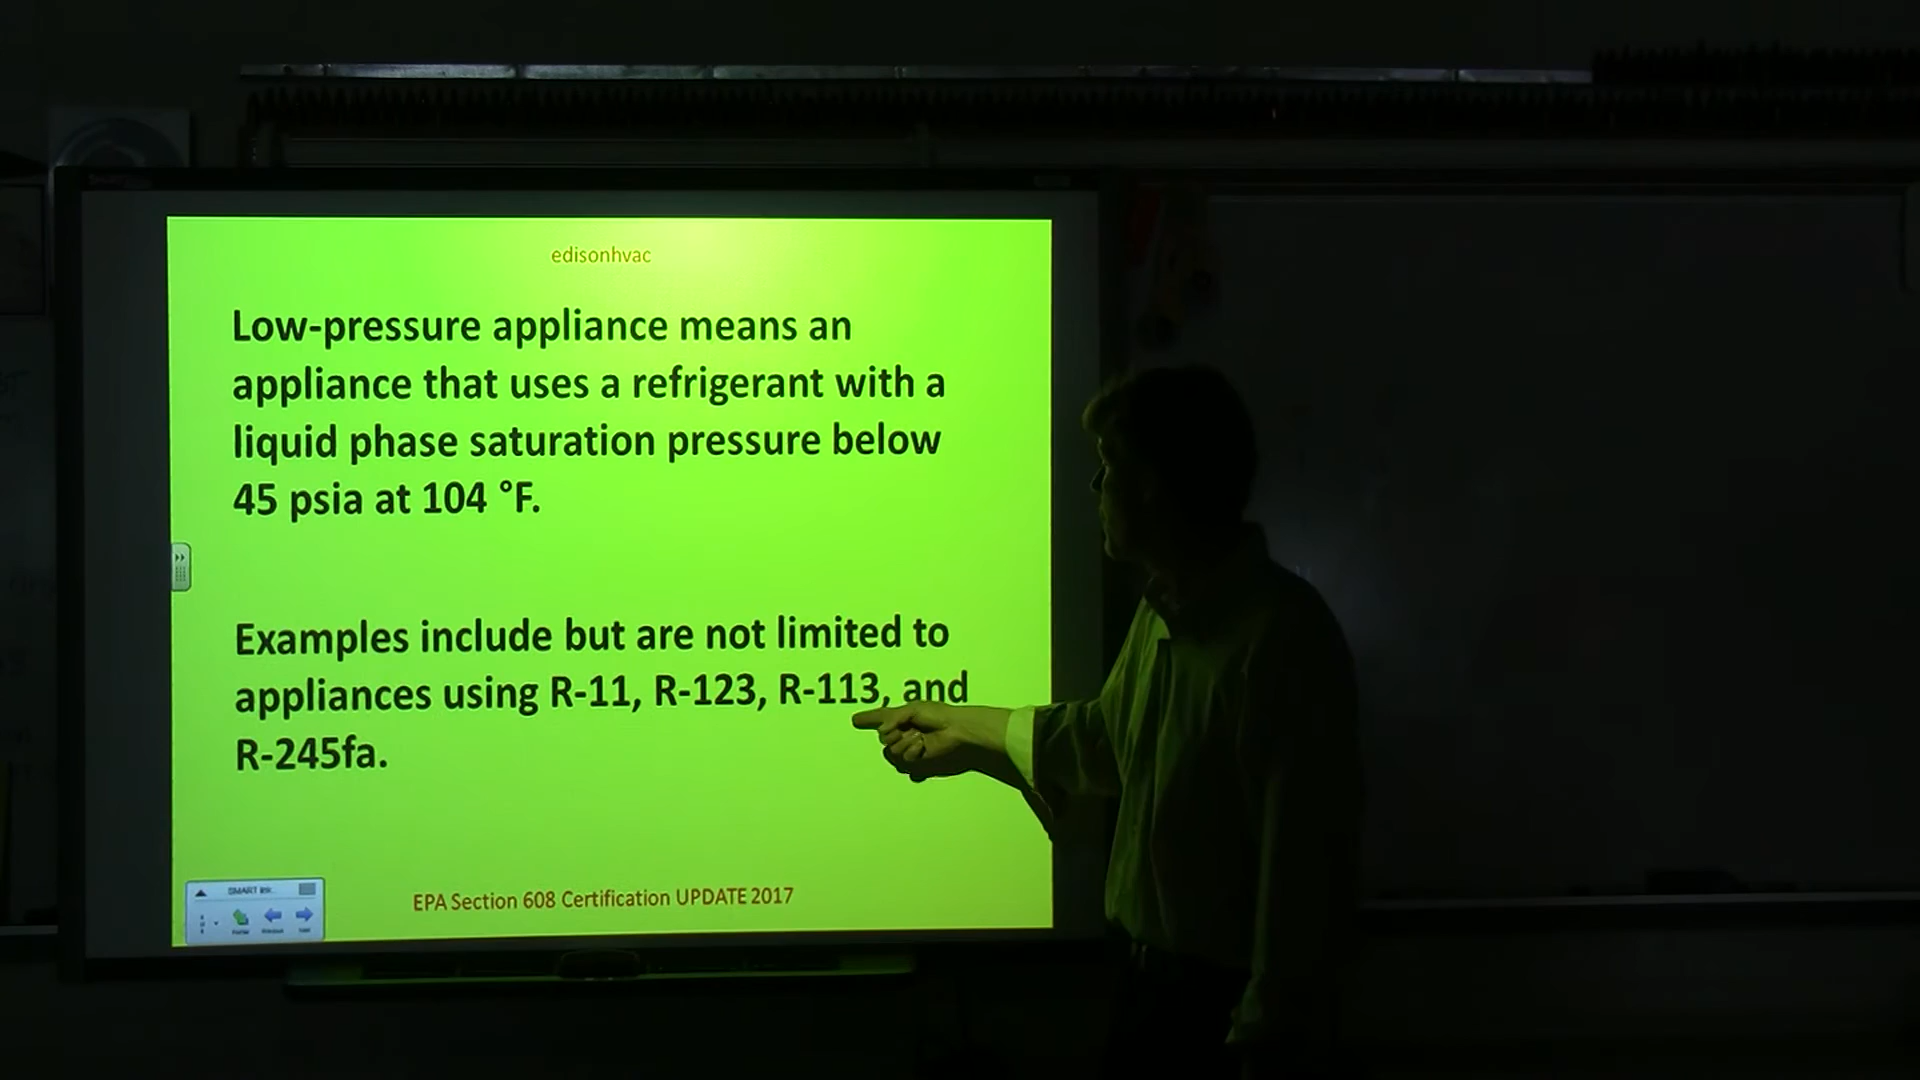 edisonhvac
Low-pressure appliance means an
appliance that uses a refrigerant with a
liquid phase saturation pressure below
45 psia at 104 °F.
Examples include but are not limited to
appliances using R-11, R-123, R-113, and
R-245fa.
SMART
EPA Section 608 Certification UPDATE 2017